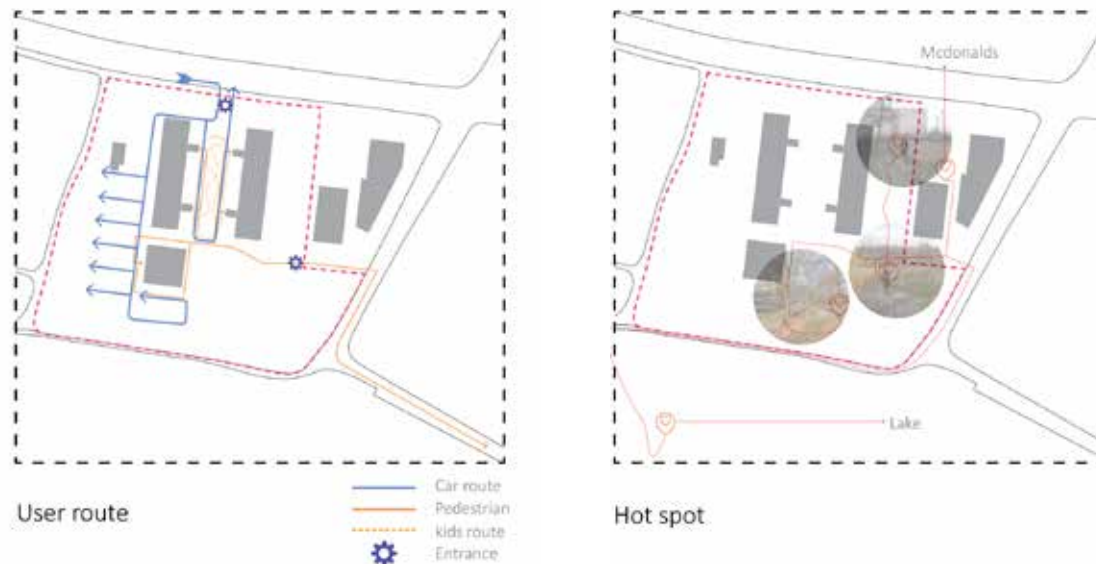 Mcdonalds
Lake
User route
Car route
Pedestrian
kids route
Entrance
Hot spot